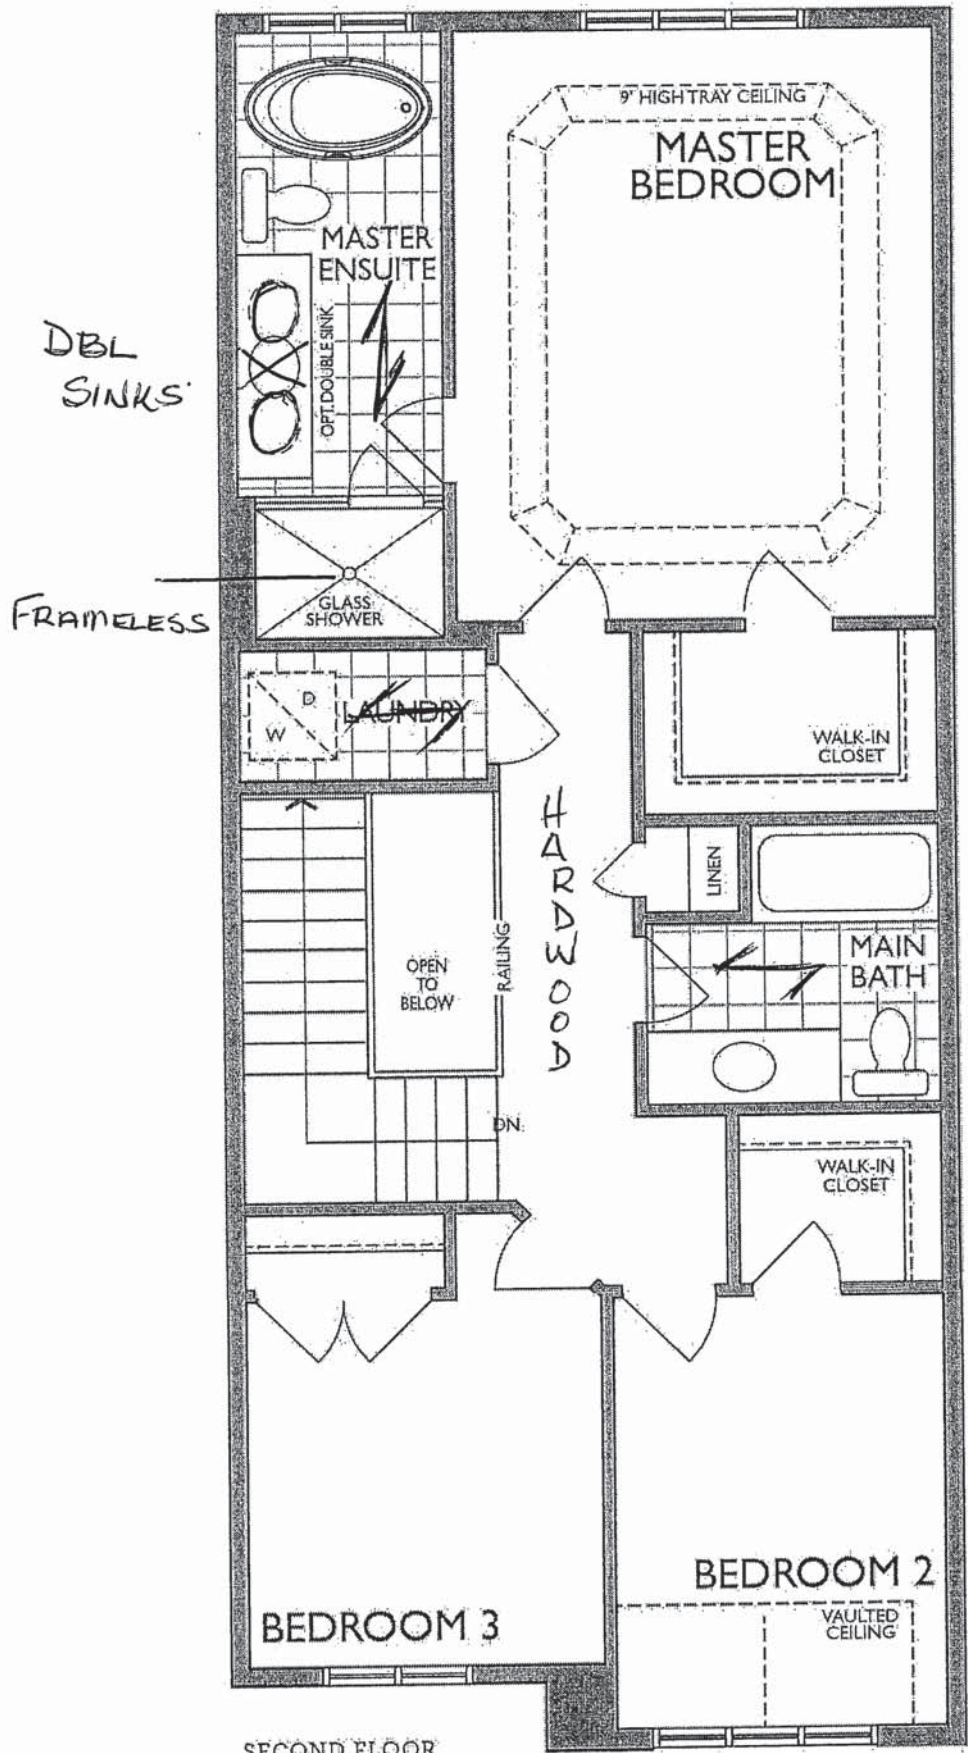 9' HIGH TRAY CEILING
MASTER
BEDROOM
MASTER
ENSUITE
DBL
SINKS
OPT. DOUBLE SINK
FRAMELESS
GLASS
SHOWER
D
W
LAUNDRY
WALK-IN
CLOSET
HARDWOOD
LINEN
RAILING
OPEN
TO
BELOW
MAIN
BATH
DN.
WALK-IN
CLOSET
BEDROOM 2
VAULTED
CEILING
BEDROOM 3
SECOND FLOOR